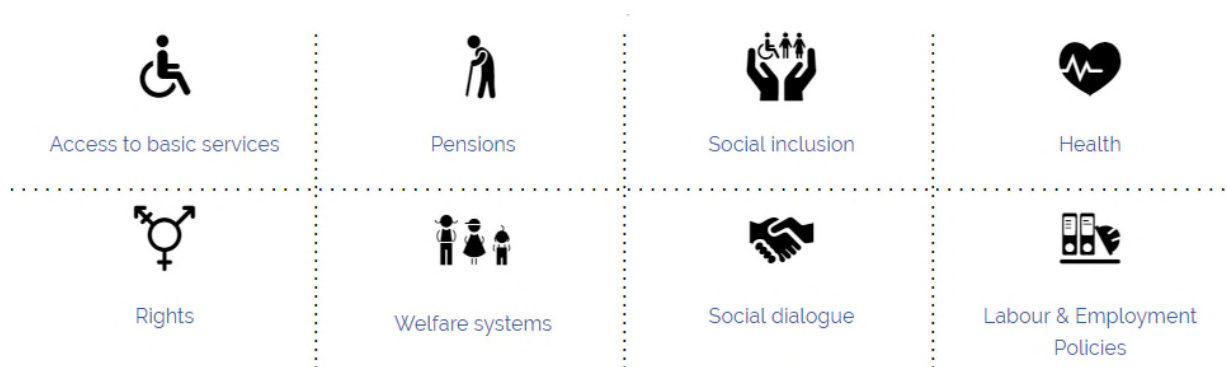 Access to basic services
Pensions
Social inclusion
Health
Rights
Welfare systems
Social dialogue
Labour & Employment
Policies